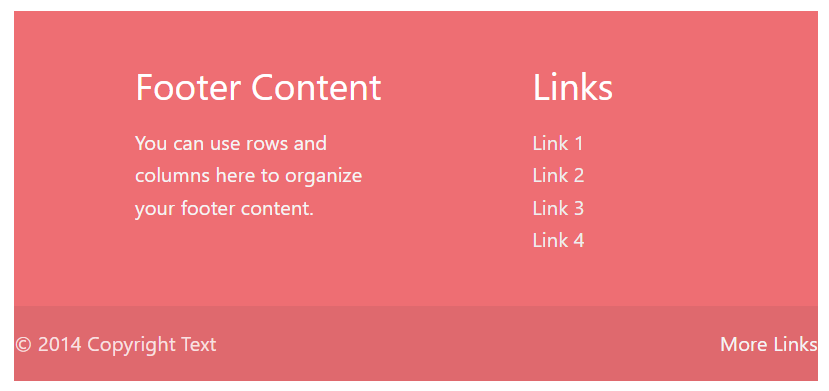 Footer Content
You can use rows and
columns here to organize
your footer content.
Links
Link 1
Link 2
Link 3
Link 4
© 2014 Copyright Text
More Links